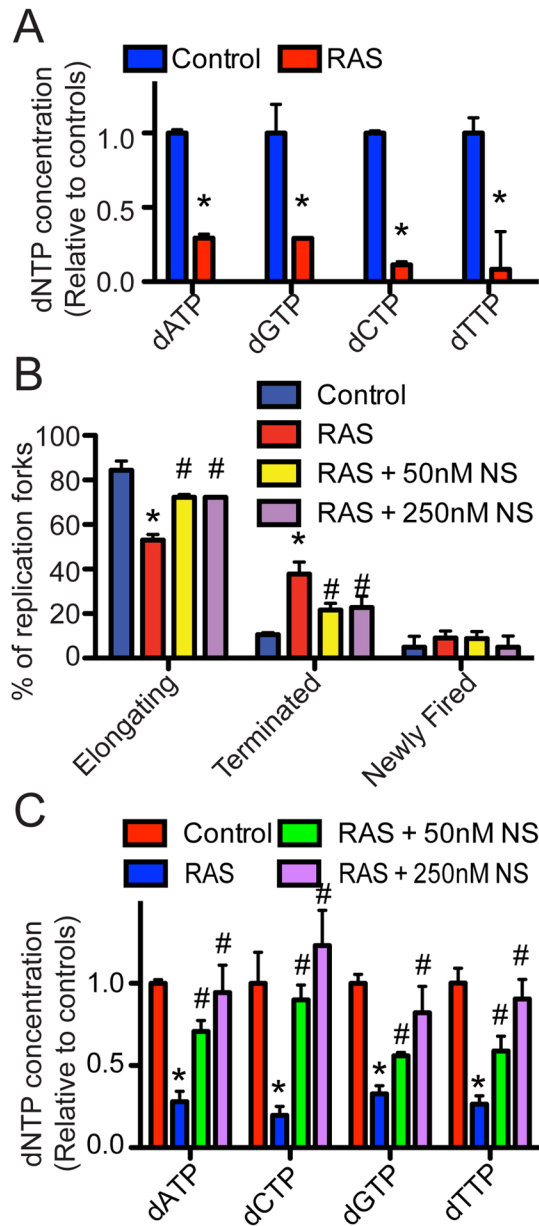 A
Control RAS
dNTP concentration
(Relative to controls)
1.0
0.5
0.0
* * * *
dATP dGTP dCTP dTTP
B
Control
RAS
RAS + 50nM NS
RAS + 250nM NS
% of replication forks
100
80
60
40
20
0
* # #
* # #
Elongating Terminated Newly Fired
C
Control RAS + 50nM NS
RAS RAS + 250nM NS
dNTP concentration
(Relative to controls)
1.0
0.5
0.0
* # # * # # * # # * # #
dATP dCTP dGTP dTTP